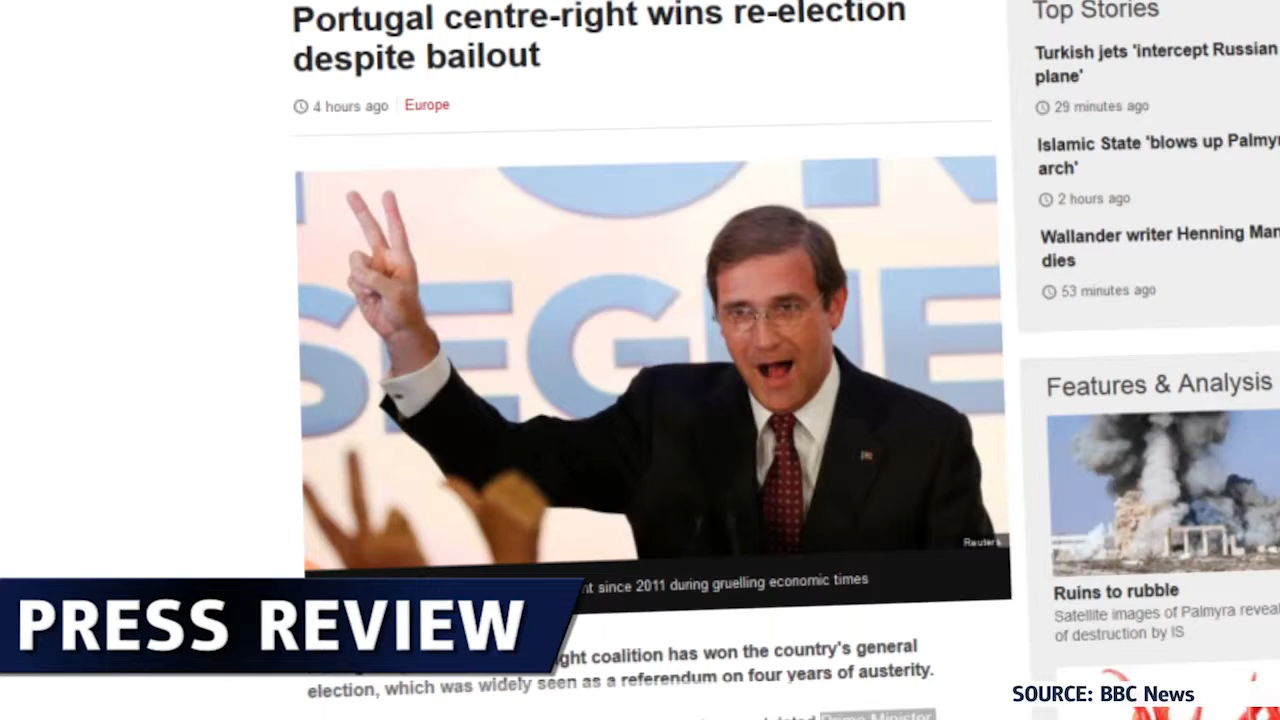 Portugal centre-right wins re-election
despite bailout
4 hours ago
Europe
SEGUE
Reuters
nt since 2011 during gruelling economic times
ght coalition has won the country's general
election, which was widely seen as a referendum on four years of austerity.
Prime Minister
Top Stories
Turkish jets 'intercept Russian
plane'
29 minutes ago
Islamic State 'blows up Palmyr
arch'
2 hours ago
Wallander writer Henning Man
dies
53 minutes ago
Features & Analysis
Ruins to rubble
Satellite images of Palmyra reveal
of destruction by IS
PRESS REVIEW
SOURCE: BBC News